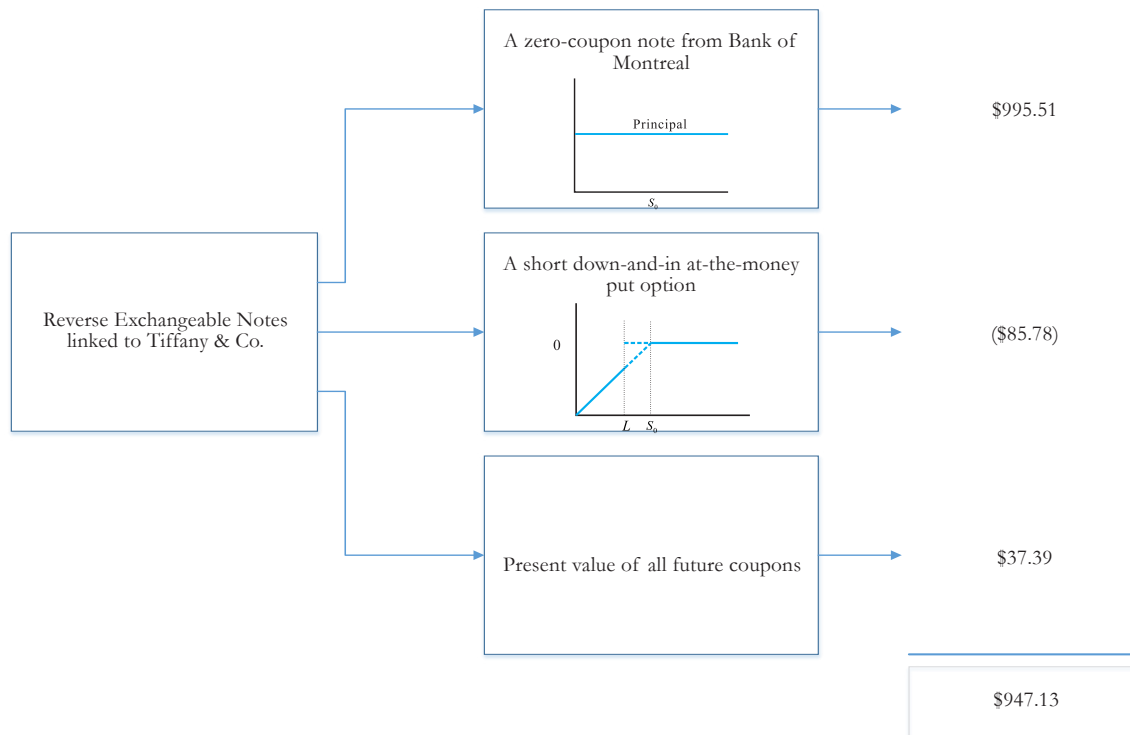 A zero-coupon note from Bank of
Montreal
Principal
S₀
$995.51
Reverse Exchangeable Notes
linked to Tiffany & Co.
A short down-and-in at-the-money
put option
0
L S₀
($85.78)
Present value of all future coupons
$37.39
$947.13